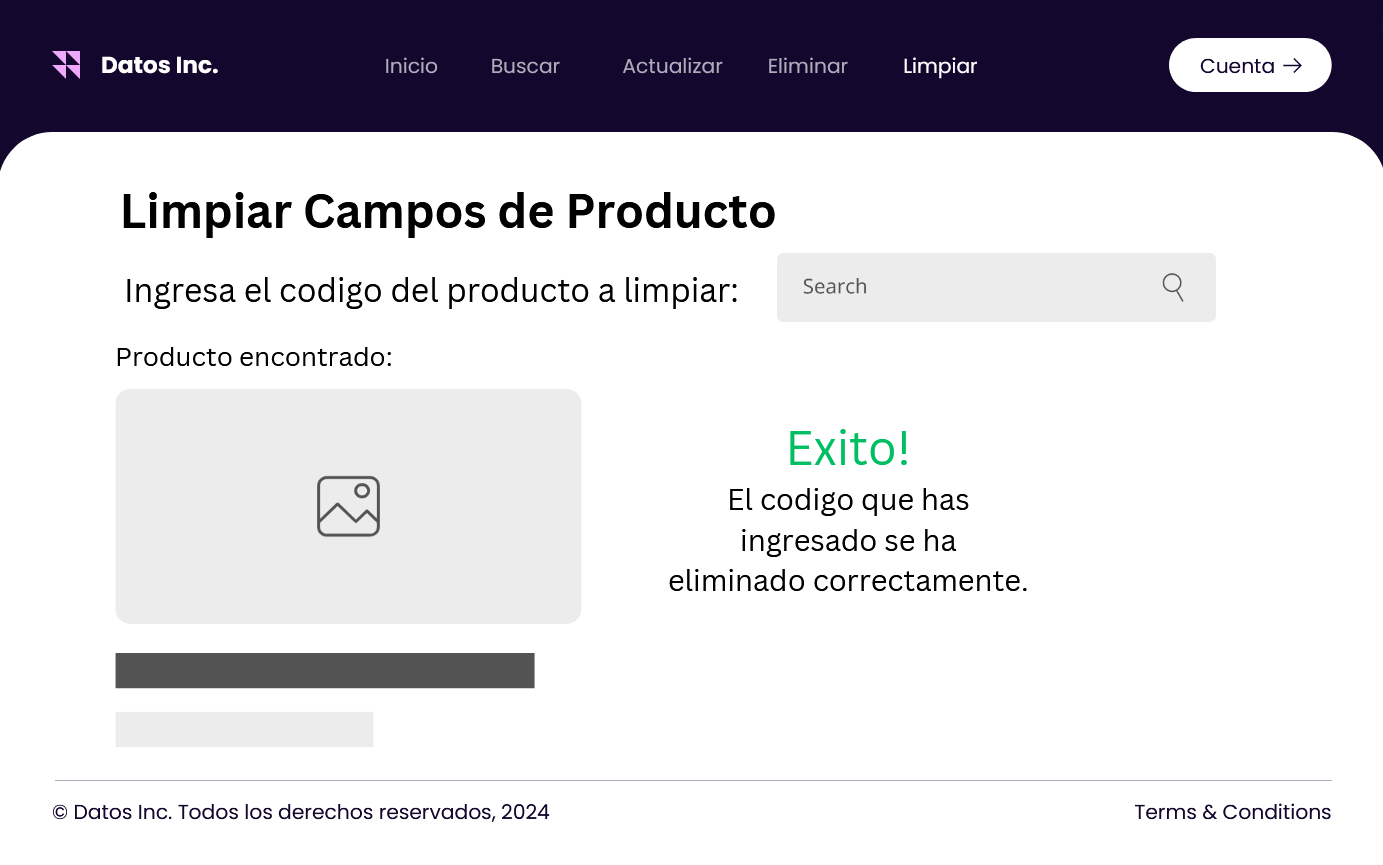 Datos Inc.
Inicio Buscar Actualizar Eliminar Limpiar
Cuenta →
Limpiar Campos de Producto
Ingresa el codigo del producto a limpiar:
Search
Producto encontrado:
Exito!
El codigo que has
ingresado se ha
eliminado correctamente.
© Datos Inc. Todos los derechos reservados, 2024
Terms & Conditions